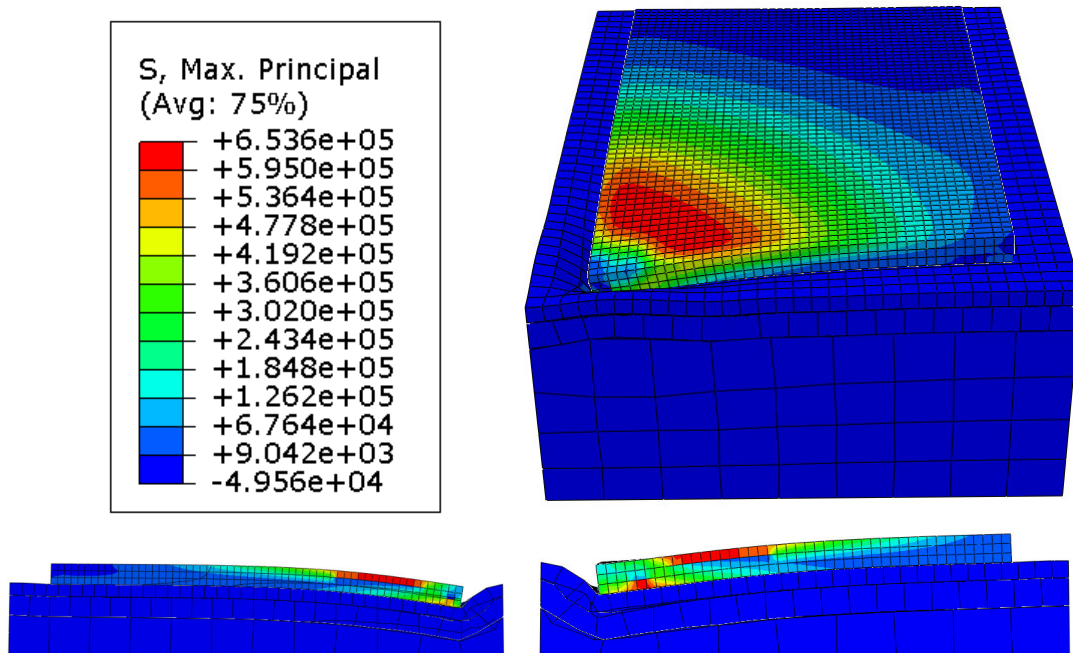 S, Max. Principal
(Avg: 75%)
+6.536e+05
+5.950e+05
+5.364e+05
+4.778e+05
+4.192e+05
+3.606e+05
+3.020e+05
+2.434e+05
+1.848e+05
+1.262e+05
+6.764e+04
+9.042e+03
-4.956e+04